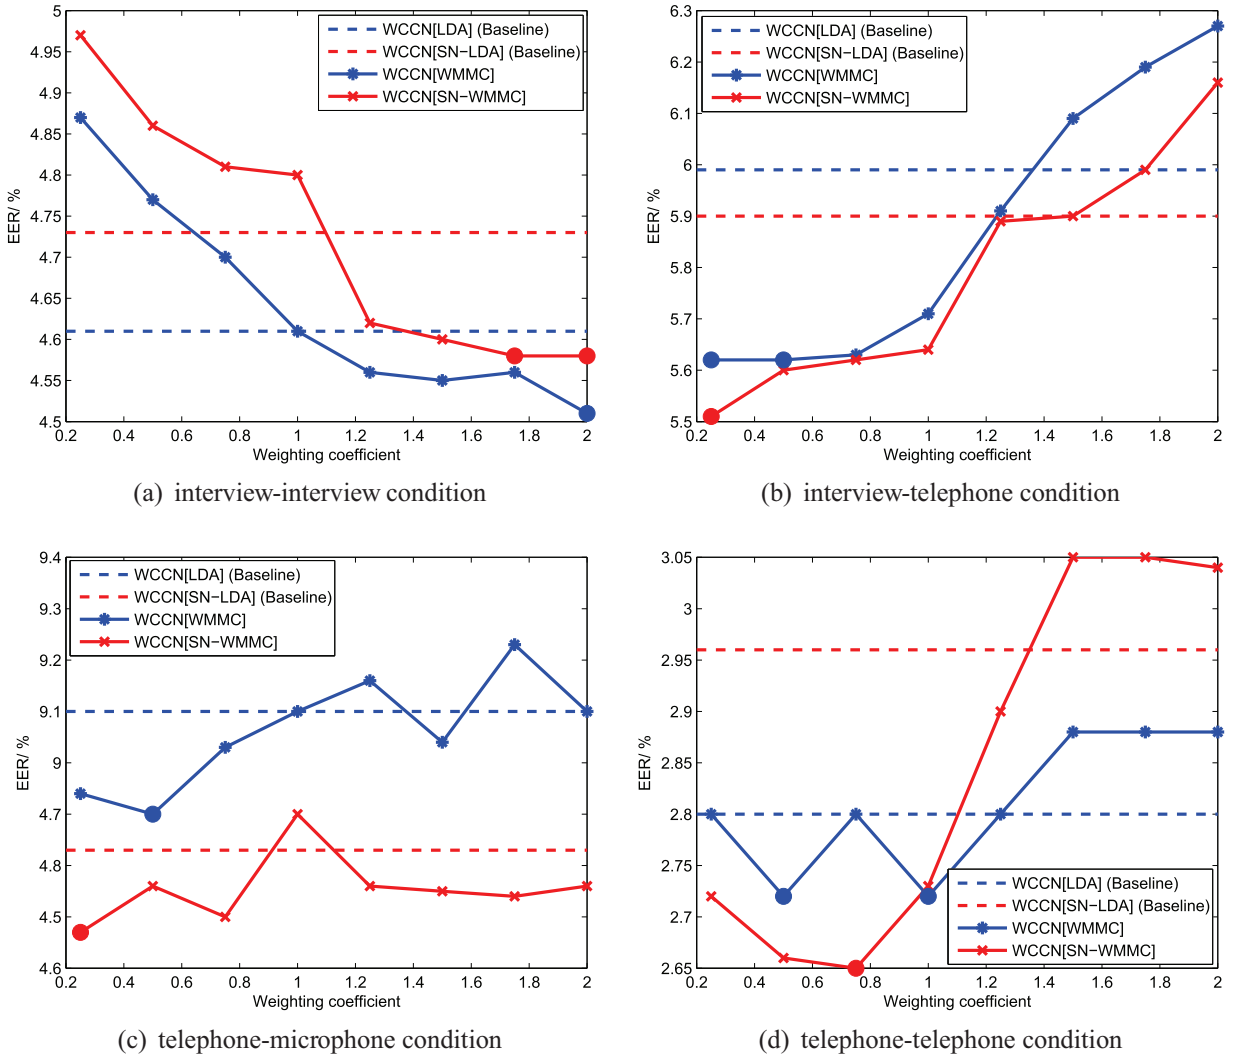 5
4.95
4.9
4.85
4.8
4.75
4.7
4.65
4.6
4.55
4.5
EER/ %
0.2 0.4 0.6 0.8 1 1.2 1.4 1.6 1.8 2
Weighting coefficient
WCCN[LDA] (Baseline)
WCCN[SN−LDA] (Baseline)
WCCN[WMMC]
WCCN[SN−WMMC]
(a) interview-interview condition
6.3
6.2
6.1
6
5.9
5.8
5.7
5.6
5.5
EER/ %
0.2 0.4 0.6 0.8 1 1.2 1.4 1.6 1.8 2
Weighting coefficient
WCCN[LDA] (Baseline)
WCCN[SN−LDA] (Baseline)
WCCN[WMMC]
WCCN[SN−WMMC]
(b) interview-telephone condition
9.4
9.3
9.2
9.1
9
4.7
4.8
4.5
4.6
EER/ %
0.2 0.4 0.6 0.8 1 1.2 1.4 1.6 1.8 2
Weighting coefficient
WCCN[LDA] (Baseline)
WCCN[SN−LDA] (Baseline)
WCCN[WMMC]
WCCN[SN−WMMC]
(c) telephone-microphone condition
3.05
3
2.95
2.9
2.85
2.8
2.75
2.7
2.65
EER/ %
0.2 0.4 0.6 0.8 1 1.2 1.4 1.6 1.8 2
Weighting coefficient
WCCN[LDA] (Baseline)
WCCN[SN−LDA] (Baseline)
WCCN[WMMC]
WCCN[SN−WMMC]
(d) telephone-telephone condition